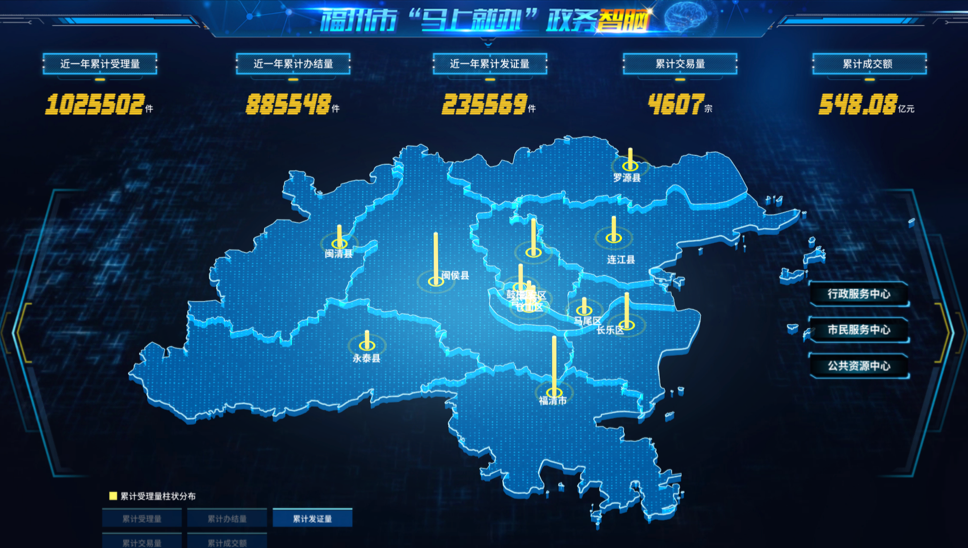 福州市“马上就办”政务智脑
近一年累计受理量
近一年累计办结量
近一年累计发证量
累计交易量
累计成交额
1025502件
885548件
235569件
4607宗
548.08亿元
罗源县
闽清县
连江县
闽侯县
马尾区
长乐区
永泰县
福清市
行政服务中心
市民服务中心
公共资源中心
累计受理量柱状分布
累计受理量
累计办结量
累计发证量
累计交易量
累计成交额